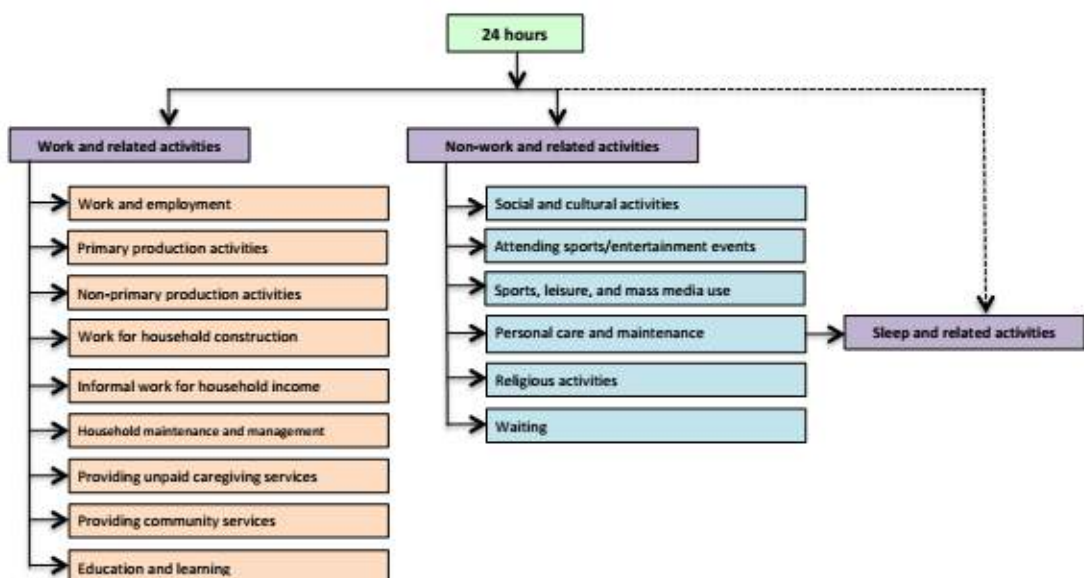 24 hours
Work and related activities
Non-work and related activities
Work and employment
Primary production activities
Non-primary production activities
Work for household construction
Informal work for household income
Household maintenance and management
Providing unpaid caregiving services
Providing community services
Education and learning
Social and cultural activities
Attending sports/entertainment events
Sports, leisure, and mass media use
Personal care and maintenance
Religious activities
Waiting
Sleep and related activities